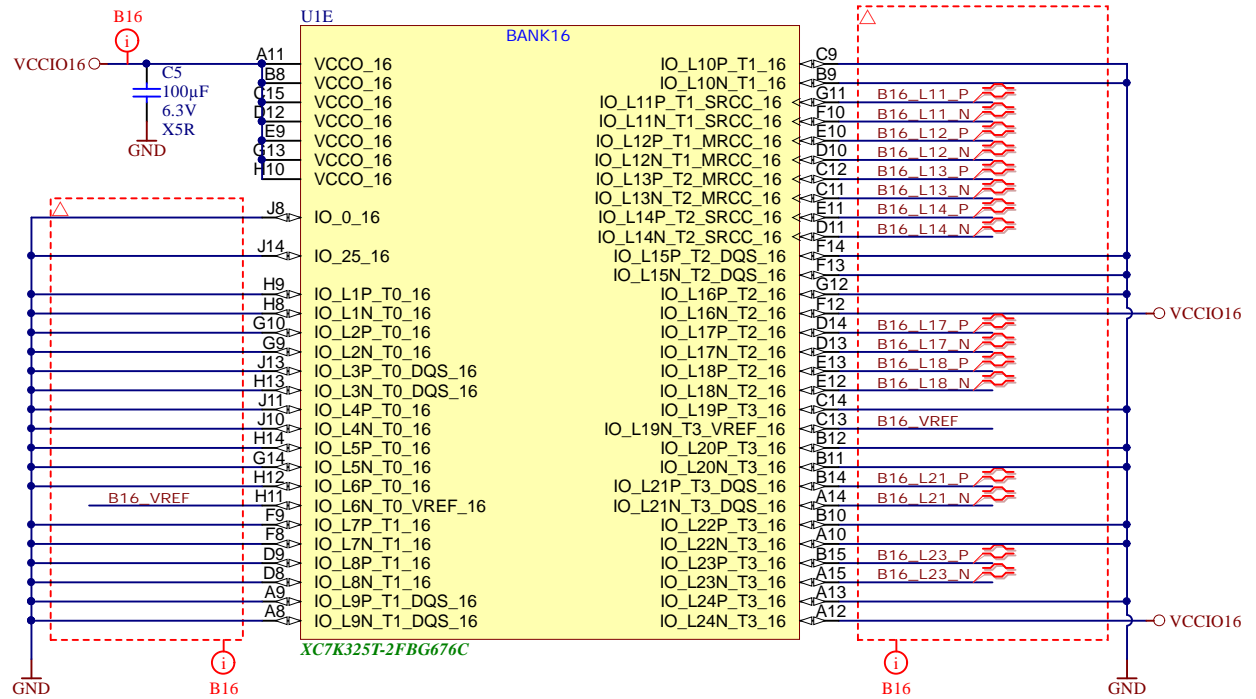 B16
i
VCCIO16
C5
100µF
6.3V
X5R
GND
U1E
BANK16
A11 VCCO_16
B8 VCCO_16
C15 VCCO_16
D12 VCCO_16
E9 VCCO_16
G13 VCCO_16
H10 VCCO_16
J8 IO_0_16
J14 IO_25_16
H9 IO_L1P_T0_16
H8 IO_L1N_T0_16
G10 IO_L2P_T0_16
G9 IO_L2N_T0_16
J13 IO_L3P_T0_DQS_16
H13 IO_L3N_T0_DQS_16
J11 IO_L4P_T0_16
J10 IO_L4N_T0_16
H14 IO_L5P_T0_16
G14 IO_L5N_T0_16
H12 IO_L6P_T0_16
B16_VREF H11 IO_L6N_T0_VREF_16
F9 IO_L7P_T1_16
F8 IO_L7N_T1_16
D9 IO_L8P_T1_16
D8 IO_L8N_T1_16
A9 IO_L9P_T1_DQS_16
A8 IO_L9N_T1_DQS_16
IO_L10P_T1_16 C9
IO_L10N_T1_16 B9
IO_L11P_T1_SRCC_16 G11 B16_L11_P
IO_L11N_T1_SRCC_16 F10 B16_L11_N
IO_L12P_T1_MRCC_16 E10 B16_L12_P
IO_L12N_T1_MRCC_16 D10 B16_L12_N
IO_L13P_T2_MRCC_16 C12 B16_L13_P
IO_L13N_T2_MRCC_16 C11 B16_L13_N
IO_L14P_T2_SRCC_16 E11 B16_L14_P
IO_L14N_T2_SRCC_16 D11 B16_L14_N
IO_L15P_T2_DQS_16 F14
IO_L15N_T2_DQS_16 F13
IO_L16P_T2_16 G12
IO_L16N_T2_16 F12 VCCIO16
IO_L17P_T2_16 D14 B16_L17_P
IO_L17N_T2_16 D13 B16_L17_N
IO_L18P_T2_16 E13 B16_L18_P
IO_L18N_T2_16 E12 B16_L18_N
IO_L19P_T3_16 C14
IO_L19N_T3_VREF_16 C13 B16_VREF
IO_L20P_T3_16 B12
IO_L20N_T3_16 B11
IO_L21P_T3_DQS_16 B14 B16_L21_P
IO_L21N_T3_DQS_16 A14 B16_L21_N
IO_L22P_T3_16 B10
IO_L22N_T3_16 A10
IO_L23P_T3_16 B15 B16_L23_P
IO_L23N_T3_16 A15 B16_L23_N
IO_L24P_T3_16 A13
IO_L24N_T3_16 A12 VCCIO16
XC7K325T-2FBG676C
GND
i
B16
i
B16
GND